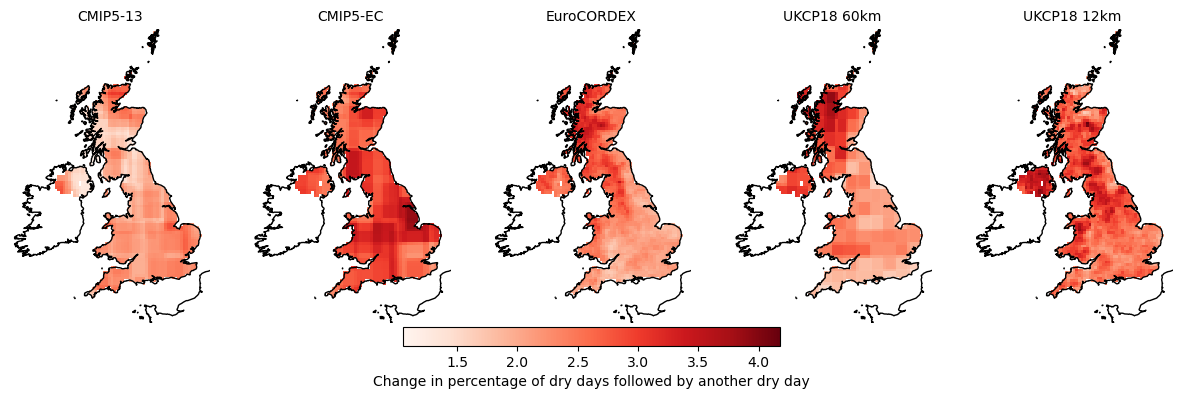 CMIP5-13
CMIP5-EC
EuroCORDEX
UKCP18 60km
UKCP18 12km
1.5 2.0 2.5 3.0 3.5 4.0
Change in percentage of dry days followed by another dry day